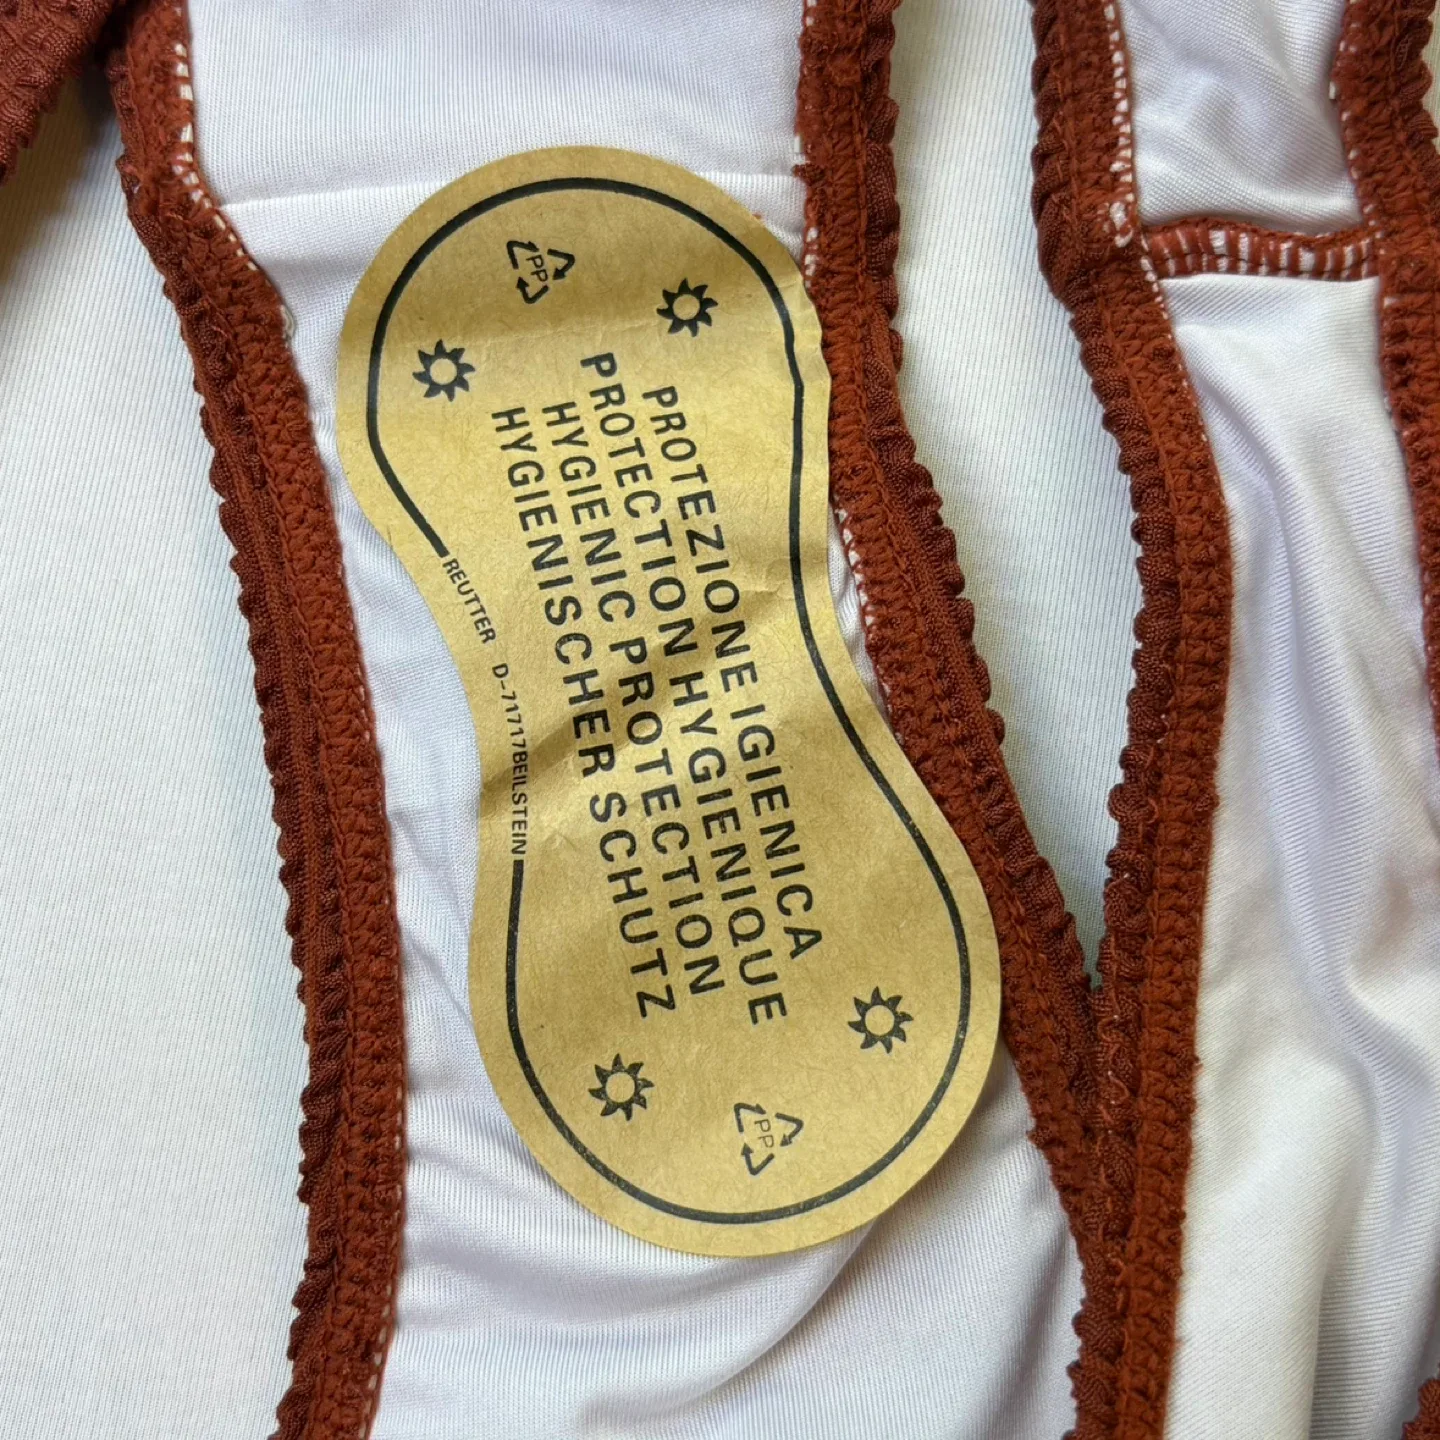 PP
PROTEZIONE IGIENICA
PROTECTION HYGIENIQUE
HYGIENIC PROTECTION
HYGIENISCHER SCHUTZ
REUTTER D-71717BEILSTEIN
PP